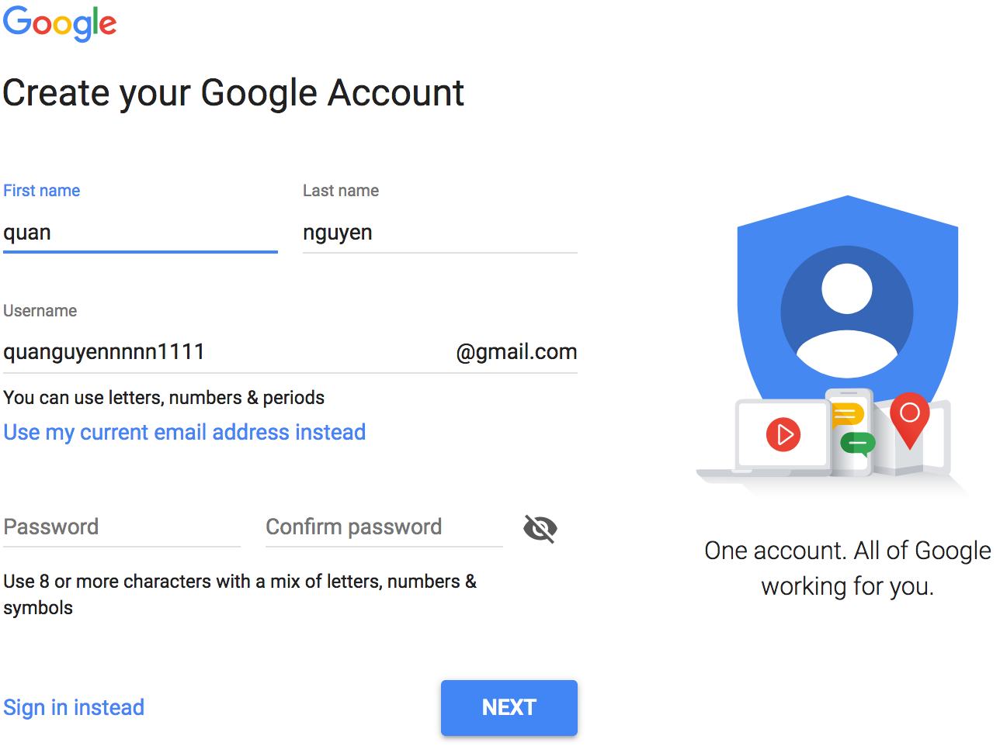 Google
Create your Google Account
First name
Last name
quan
nguyen
Username
quanguyennnnn1111
@gmail.com
You can use letters, numbers & periods
Use my current email address instead
Password
Confirm password
Use 8 or more characters with a mix of letters, numbers &
symbols
Sign in instead
NEXT
One account. All of Google
working for you.